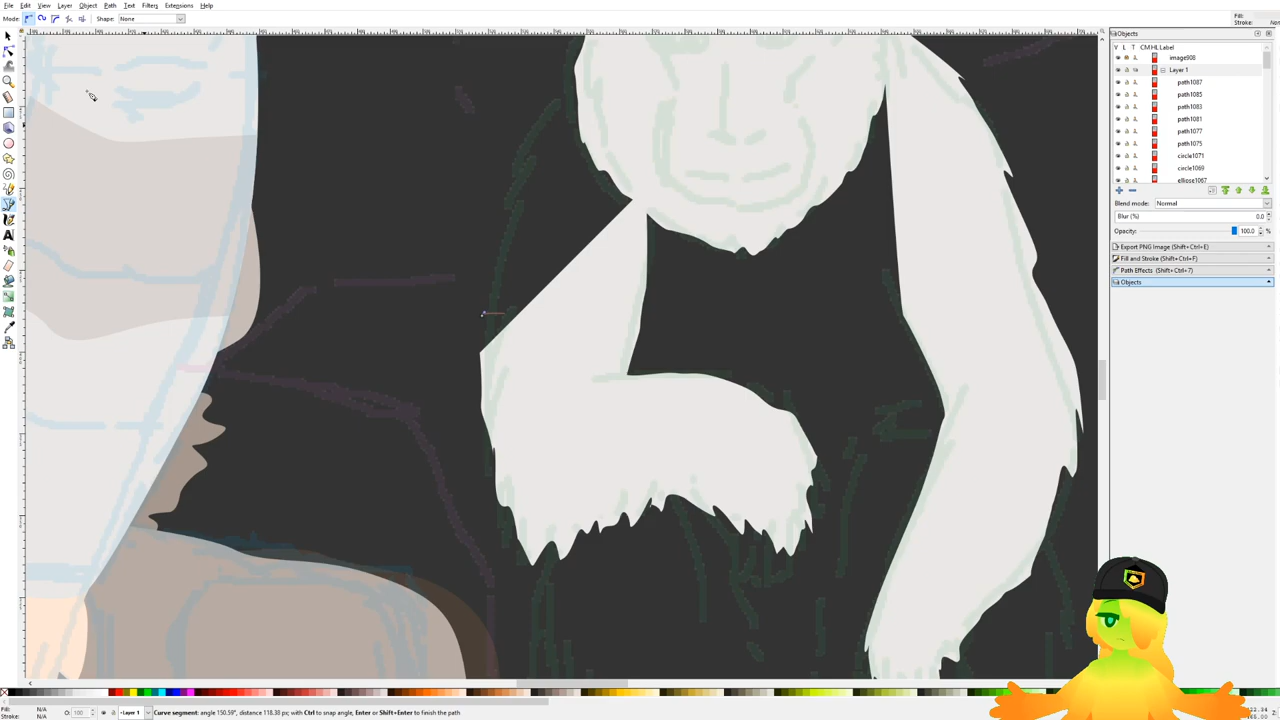 File Edit View Layer Object Path Text Filters Extensions Help
Mode: Shape: None
Fill:
Stroke:
Objects
V L T CM HL Label
image908
Layer 1
path1087
path1085
path1083
path1081
path1077
path1075
circle1071
circle1069
ellipse1067
Blend mode: Normal
Blur (%) 0.0
Opacity: 100.0 %
Export PNG Image (Shift+Ctrl+E)
Fill and Stroke (Shift+Ctrl+F)
Path Effects (Shift+Ctrl+7)
Objects
Fill: N/A
Stroke: N/A
O: 100
Layer 1
Curve segment: angle 150.59°, distance 118.38 px; with Ctrl to snap angle, Enter or Shift+Enter to finish the path